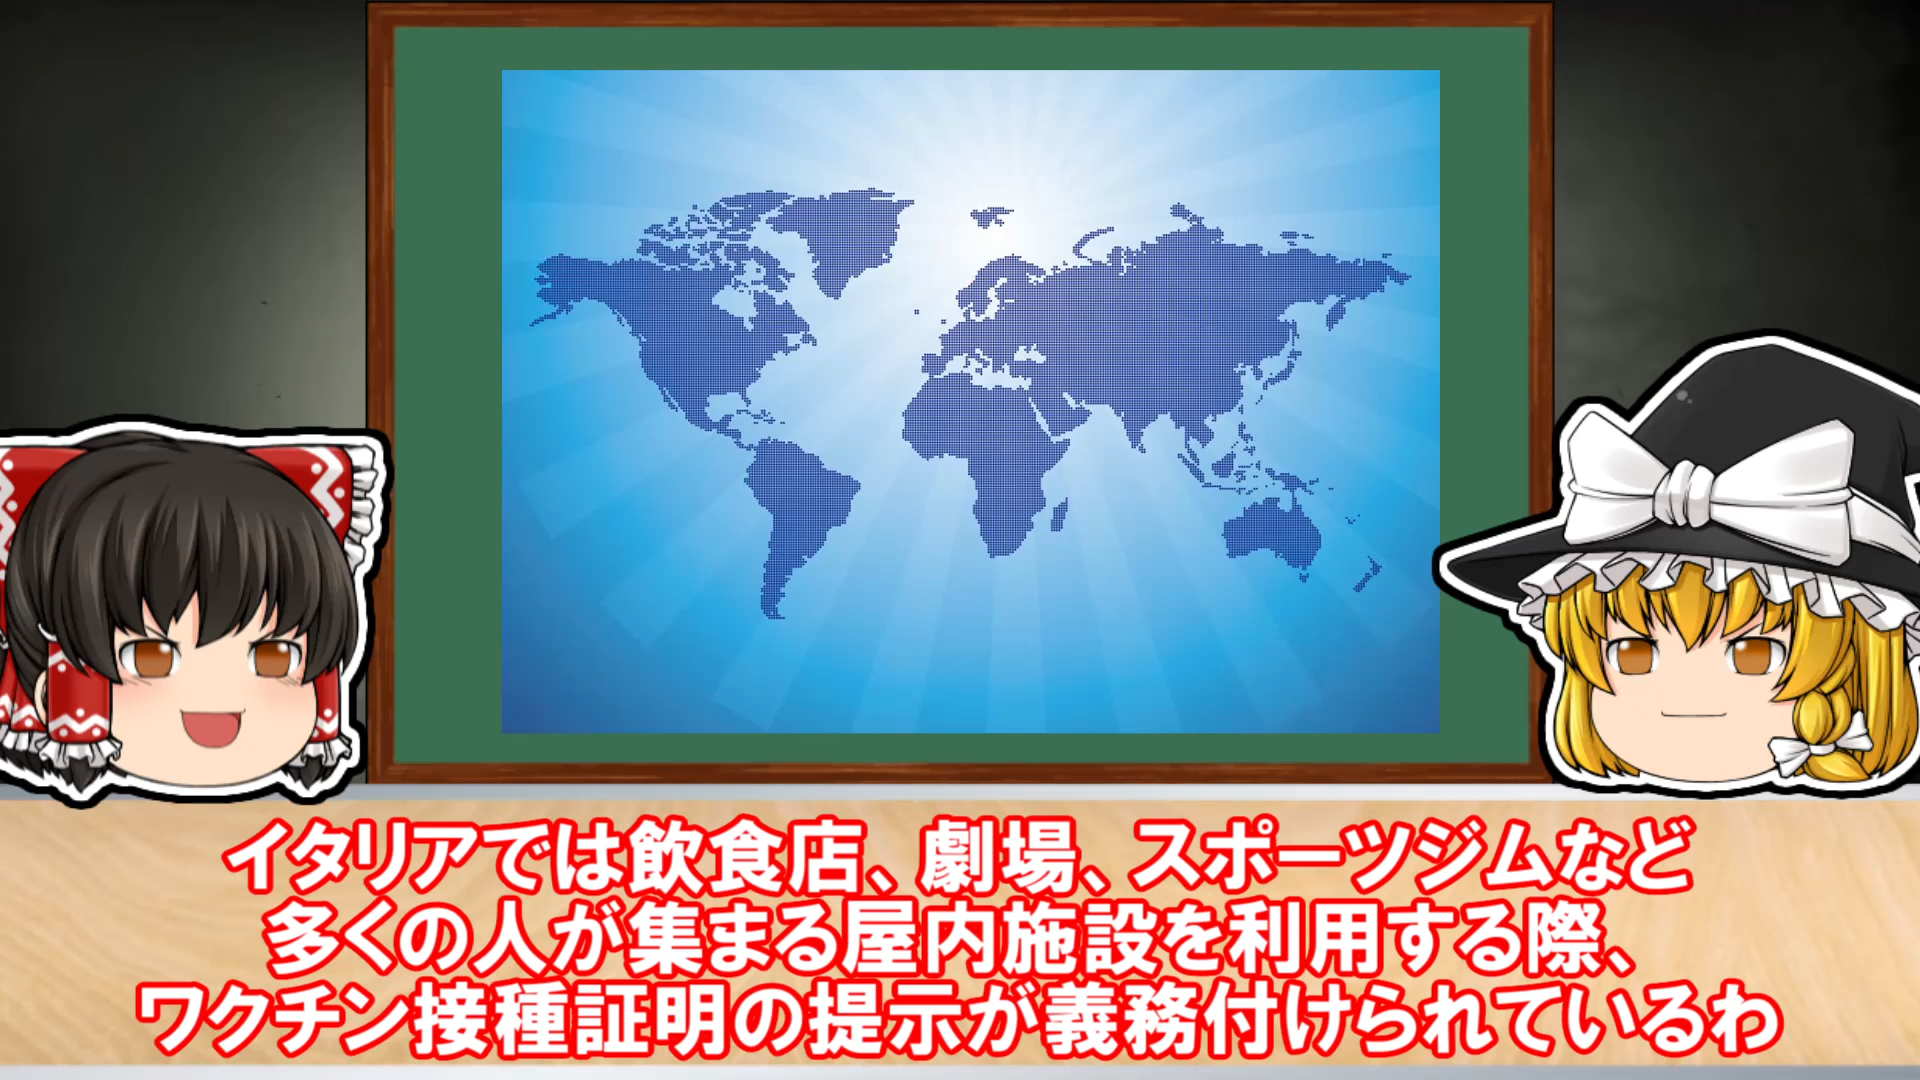 イタリアでは飲食店、劇場、スポーツジムなど
多くの人が集まる屋内施設を利用する際、
ワクチン接種証明の提示が義務付けられているわ